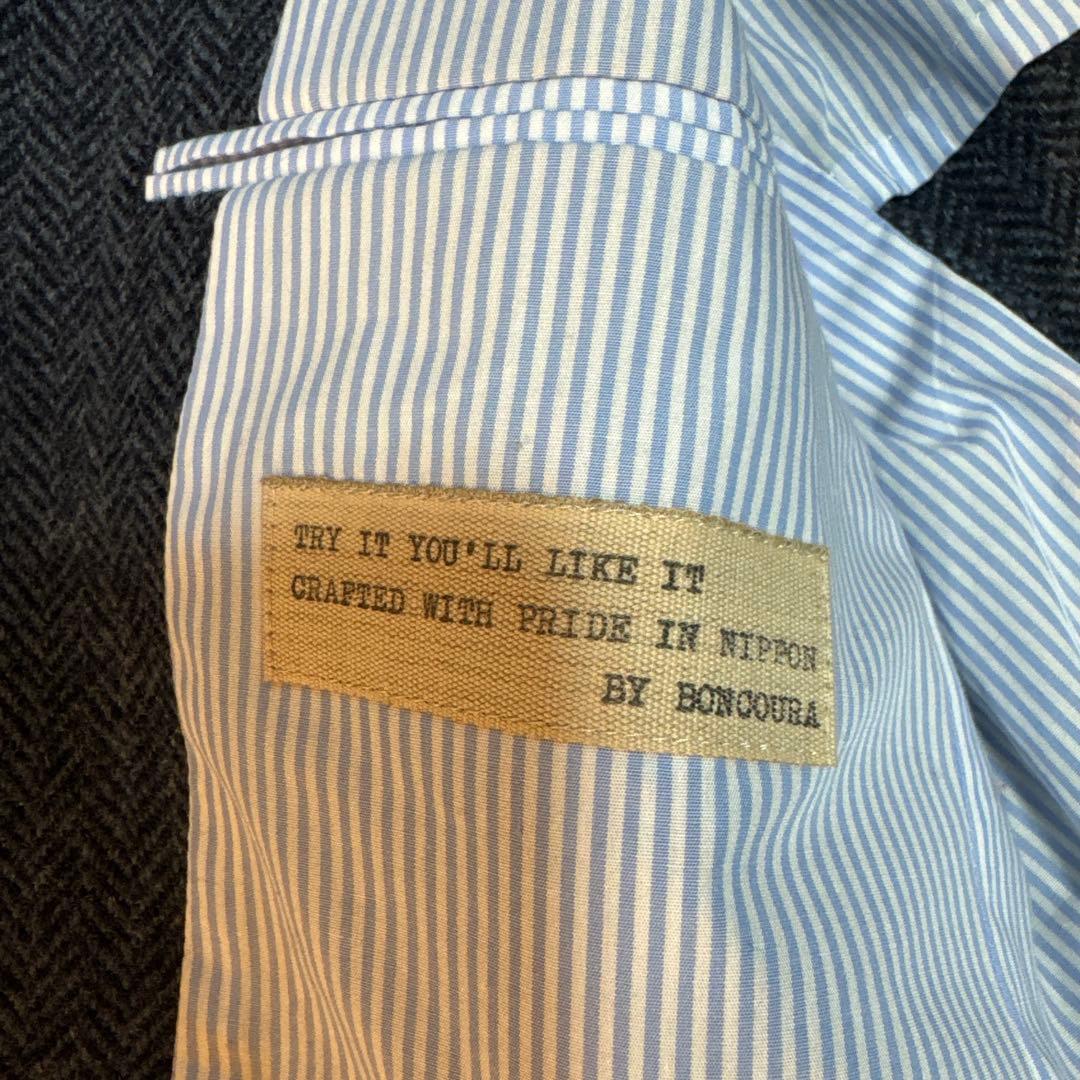 TRY IT YOU'LL LIKE IT
CRAFTED WITH PRIDE IN NIPPON
BY BONCOURA